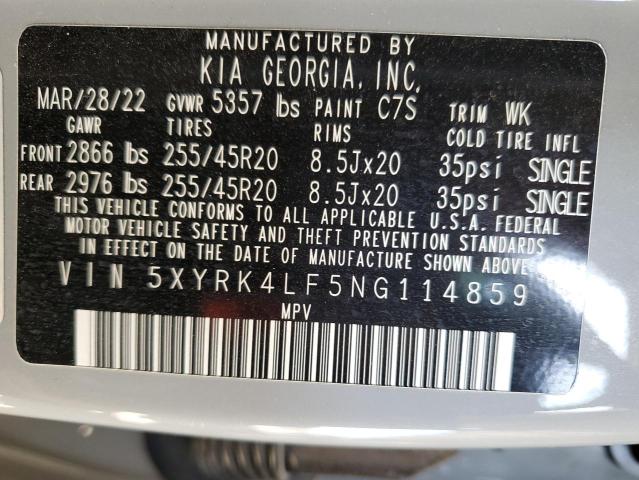 MANUFACTURED BY
KIA GEORGIA, INC.
MAR/28/22 GVWR 5357 lbs PAINT C7S TRIM WK
GAWR TIRES RIMS COLD TIRE INFL
FRONT 2866 lbs 255/45R20 8.5Jx20 35psi SINGLE
REAR 2976 lbs 255/45R20 8.5Jx20 35psi SINGLE
THIS VEHICLE CONFORMS TO ALL APPLICABLE U.S.A. FEDERAL
MOTOR VEHICLE SAFETY AND THEFT PREVENTION STANDARDS
IN EFFECT ON THE DATE OF MANUFACTURE SHOWN ABOVE.
VIN 5XYRK4LF5NG114859
MPV